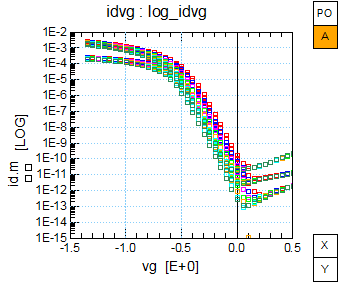 idvg : log_idvg
PO
A
1E-2
1E-3
1E-4
1E-5
1E-6
1E-7
1E-8
1E-9
1E-10
1E-11
1E-12
1E-13
1E-14
1E-15
id.m [LOG]
-1.5 -1.0 -0.5 0.0 0.5
vg [E+0]
X
Y